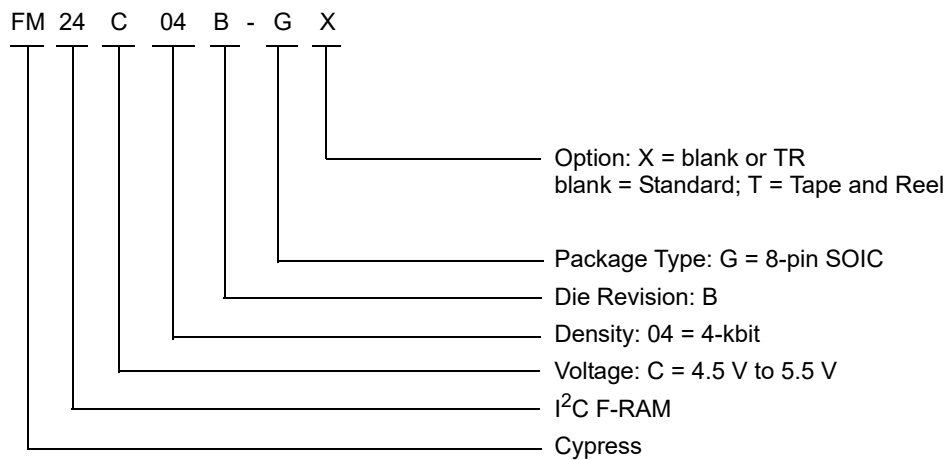 FM 24 C 04 B - G X
Option: X = blank or TR
blank = Standard; T = Tape and Reel
Package Type: G = 8-pin SOIC
Die Revision: B
Density: 04 = 4-kbit
Voltage: C = 4.5 V to 5.5 V
I²C F-RAM
Cypress